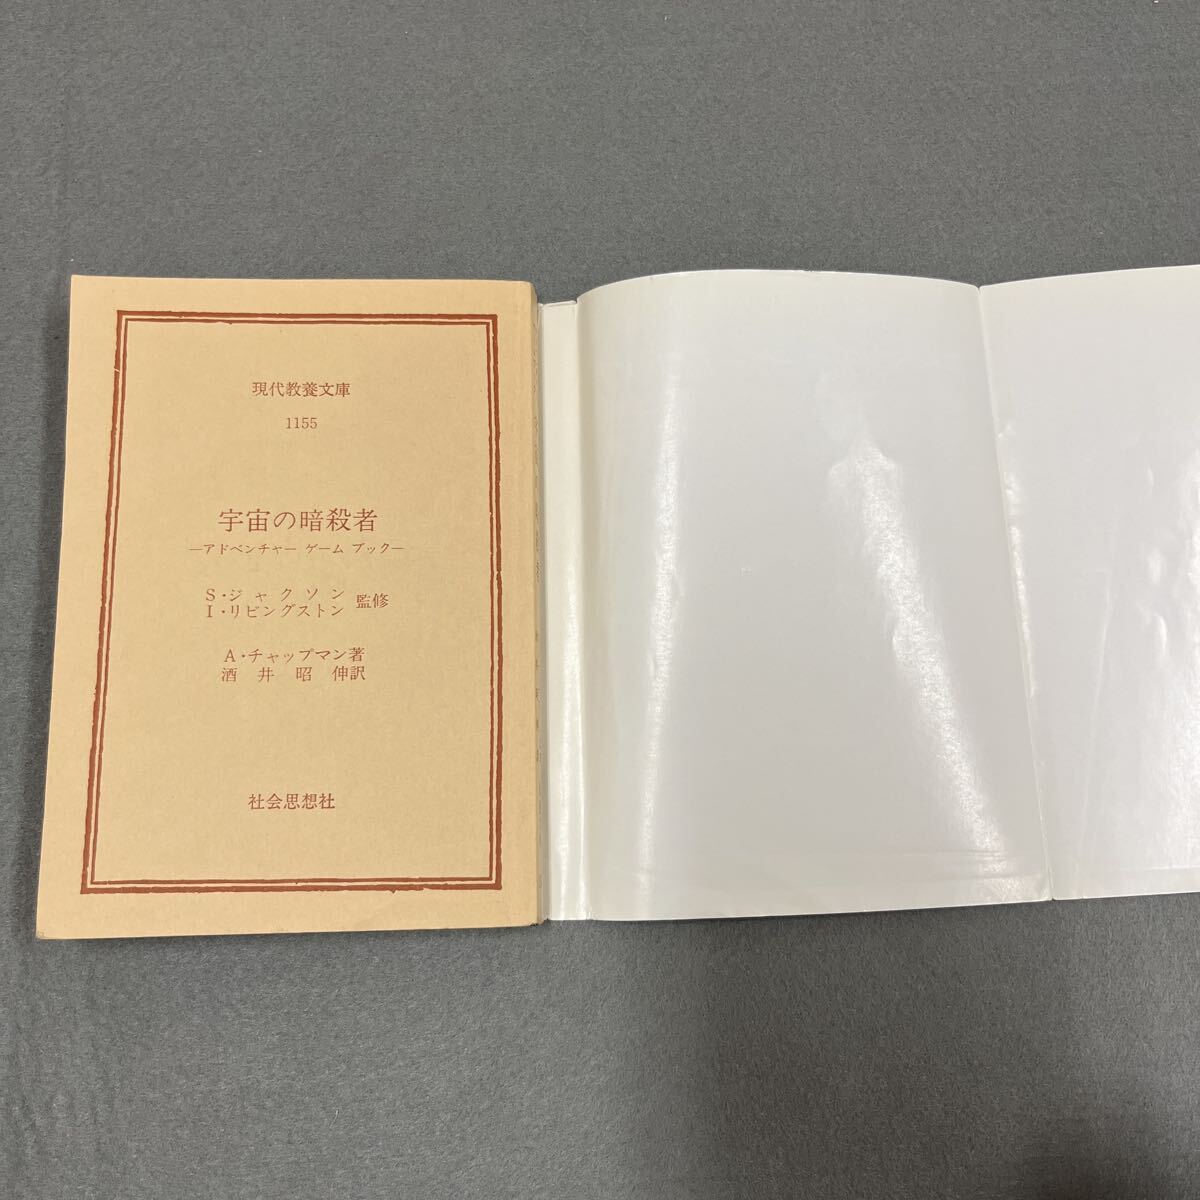 現代教養文庫
1155
宇宙の暗殺者
―アドベンチャー ゲーム ブック―
S・ジャクソン
I・リビングストン 監修
A・チャップマン著
酒井昭伸訳
社会思想社